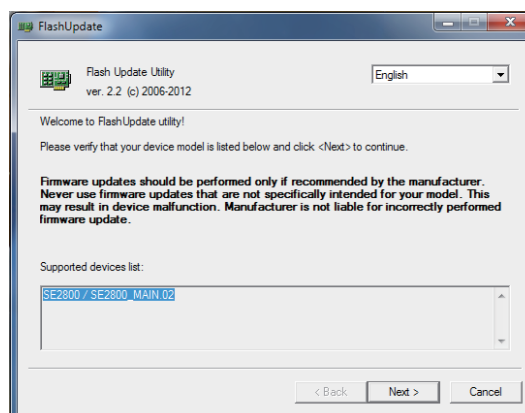 FlashUpdate
Flash Update Utility
English
ver. 2.2 (c) 2006-2012
Welcome to FlashUpdate utility!
Please verify that your device model is listed below and click <Next> to continue.
Firmware updates should be performed only if recommended by the manufacturer.
Never use firmware updates that are not specifically intended for your model. This
may result in device malfunction. Manufacturer is not liable for incorrectly performed
firmware update.
Supported devices list:
SE2800 / SE2800_MAIN.02
< Back
Next >
Cancel